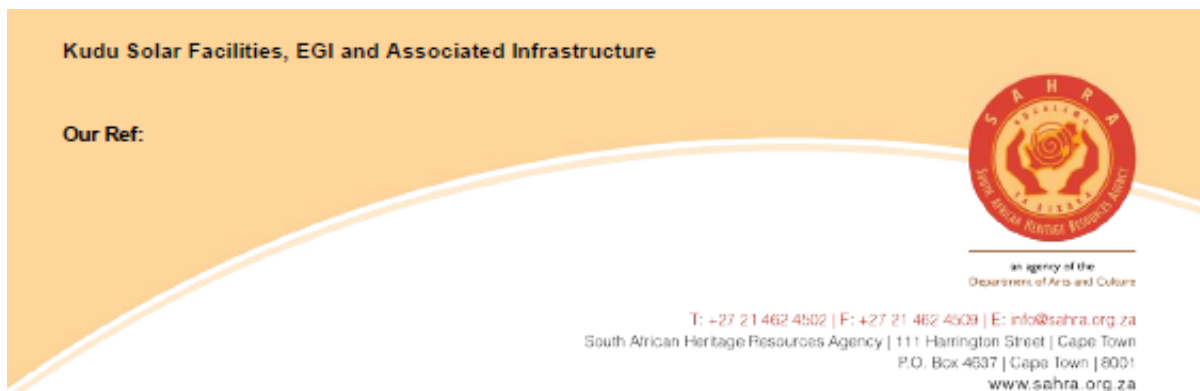 Kudu Solar Facilities, EGI and Associated Infrastructure
Our Ref:
SAHRA
SOUTH AFRICAN HERITAGE RESOURCES AGENCY
an agency of the
Department of Arts and Culture
T: +27 21 462 4502 | F: +27 21 462 4509 | E: info@sahra.org.za
South African Heritage Resources Agency | 111 Harrington Street | Cape Town
P.O. Box 4637 | Cape Town | 8001
www.sahra.org.za